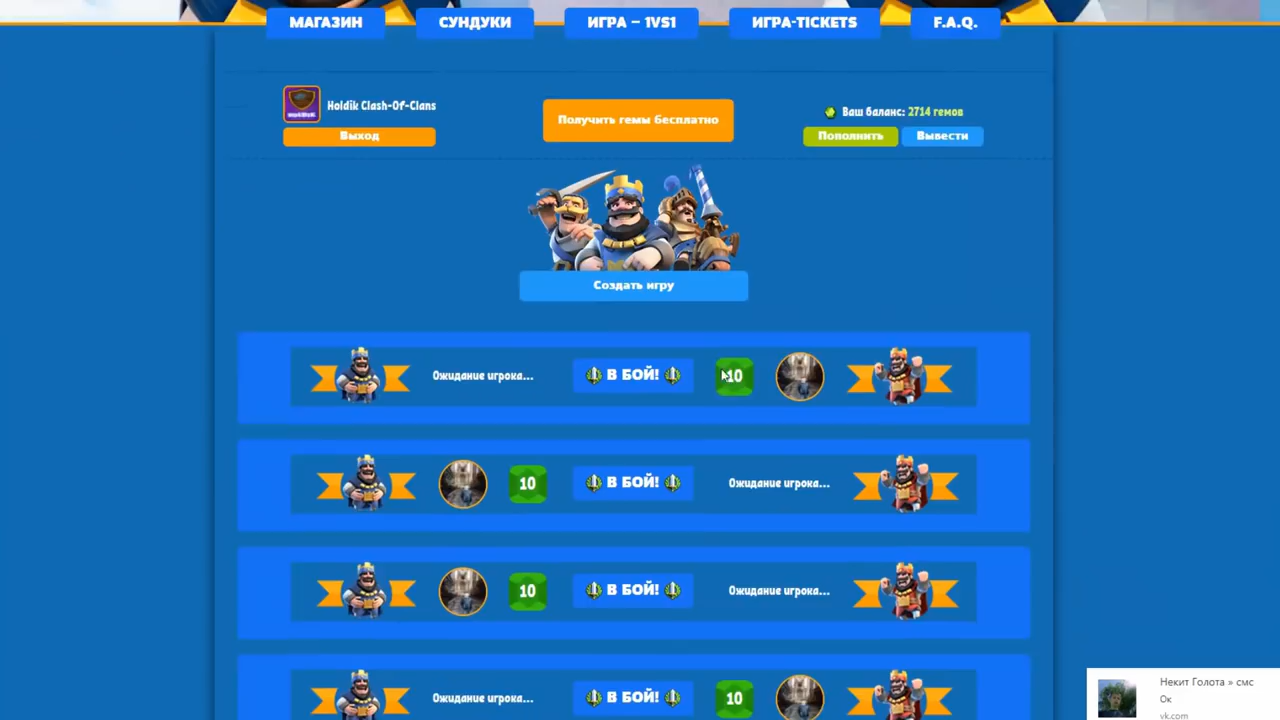 МАГАЗИН
СУНДУКИ
ИГРА – 1VS1
ИГРА-TICKETS
F.A.Q.
Holdik Clash-Of-Clans
Выход
Получить гемы бесплатно
Ваш баланс: 2714 гемов
Пополнить
Вывести
Создать игру
Ожидание игрока...
В БОЙ!
10
10
В БОЙ!
Ожидание игрока...
10
В БОЙ!
Ожидание игрока...
Ожидание игрока...
В БОЙ!
10
Некит Голота » смс
Ок
vk.com